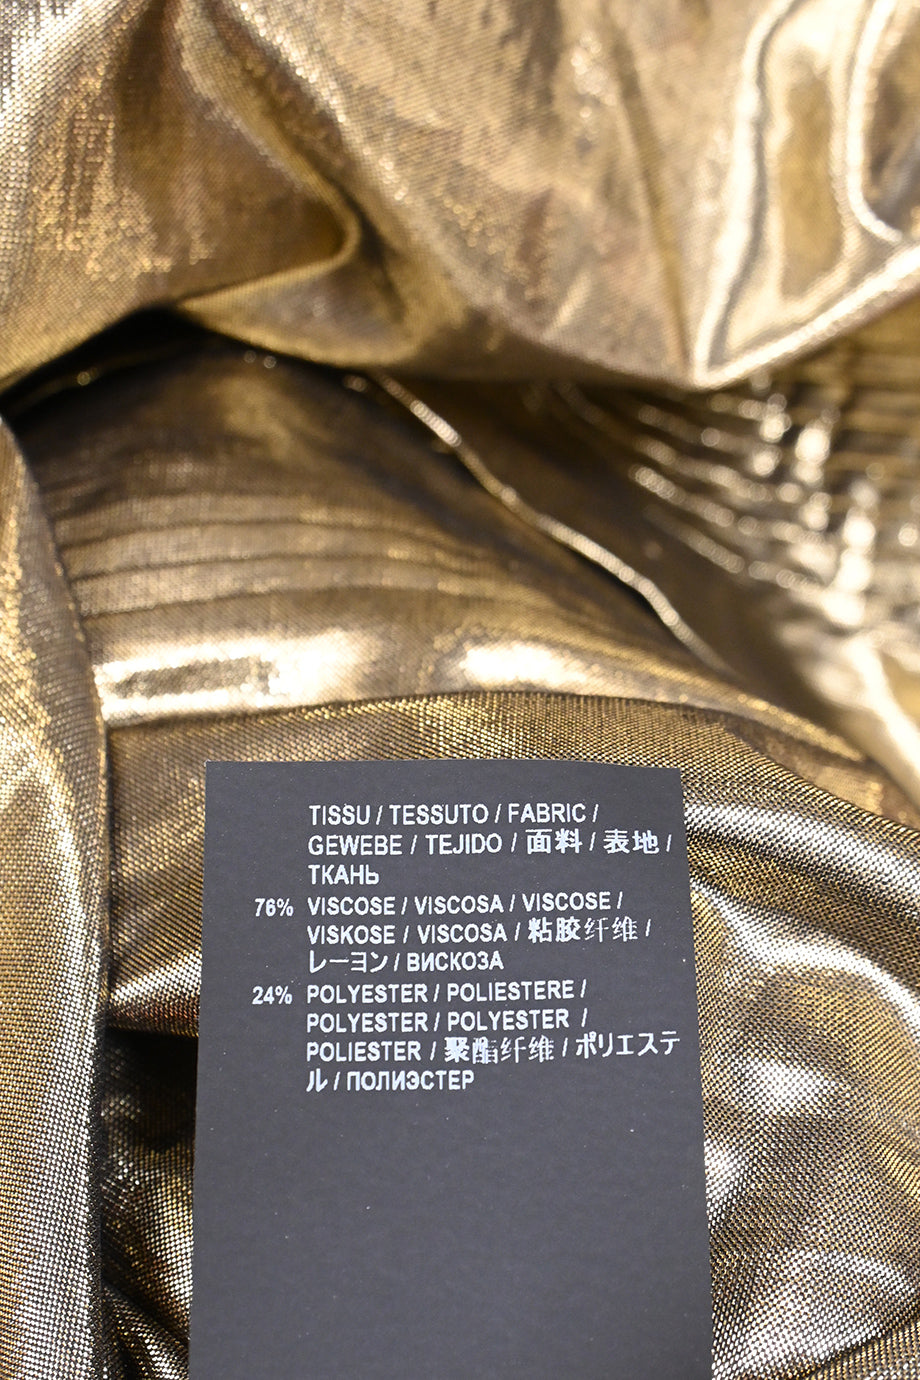 TISSU / TESSUTO / FABRIC /
GEWEBE / TEJIDO / 面料 / 表地 /
ТКАНЬ
76% VISCOSE / VISCOSA / VISCOSE /
VISKOSE / VISCOSA / 粘胶纤维 /
レーヨン / ВИСКОЗА
24% POLYESTER / POLIESTERE /
POLYESTER / POLYESTER /
POLIESTER / 聚酯纤维 / ポリエステ
ル / ПОЛИЭСТЕР